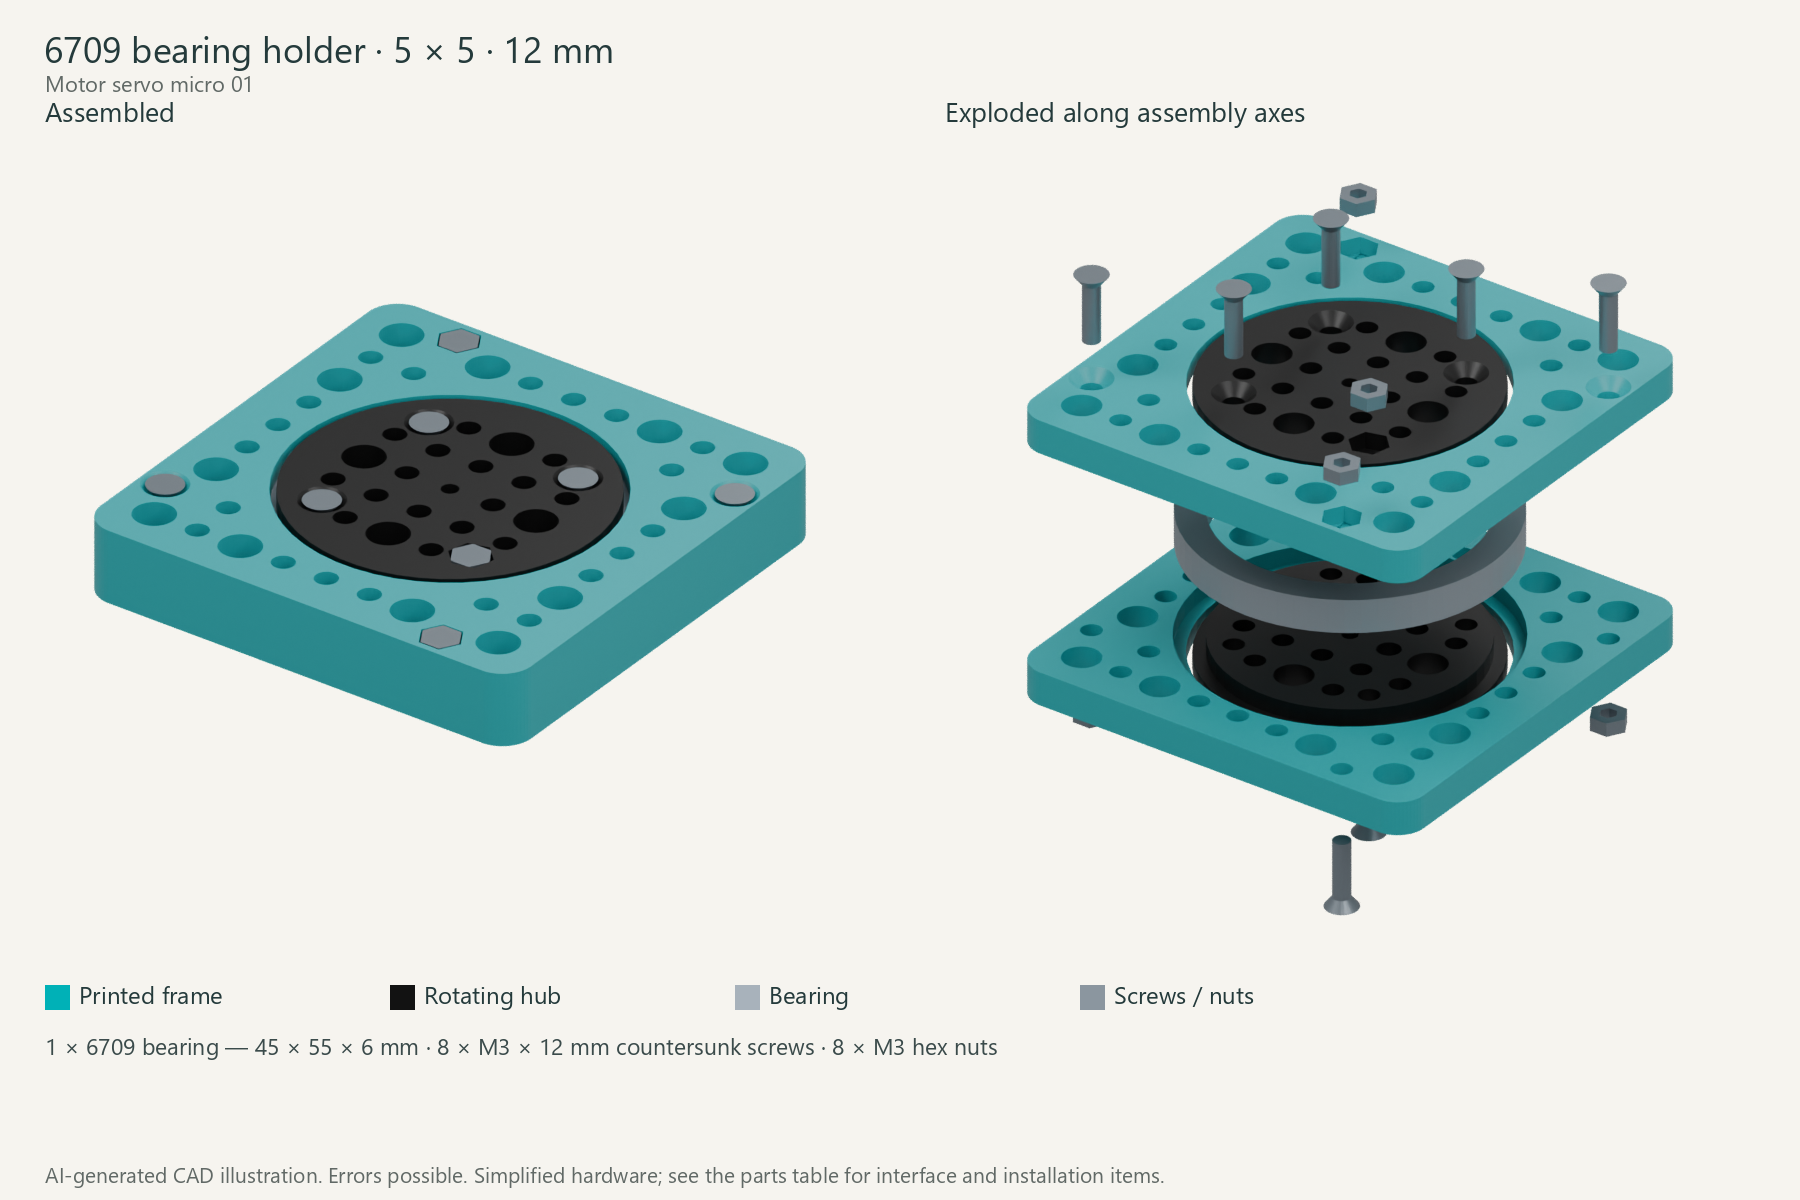 6709 bearing holder · 5 × 5 · 12 mm
Motor servo micro 01
Assembled
Exploded along assembly axes
Printed frame
Rotating hub
Bearing
Screws / nuts
1 × 6709 bearing — 45 × 55 × 6 mm · 8 × M3 × 12 mm countersunk screws · 8 × M3 hex nuts
AI-generated CAD illustration. Errors possible. Simplified hardware; see the parts table for interface and installation items.